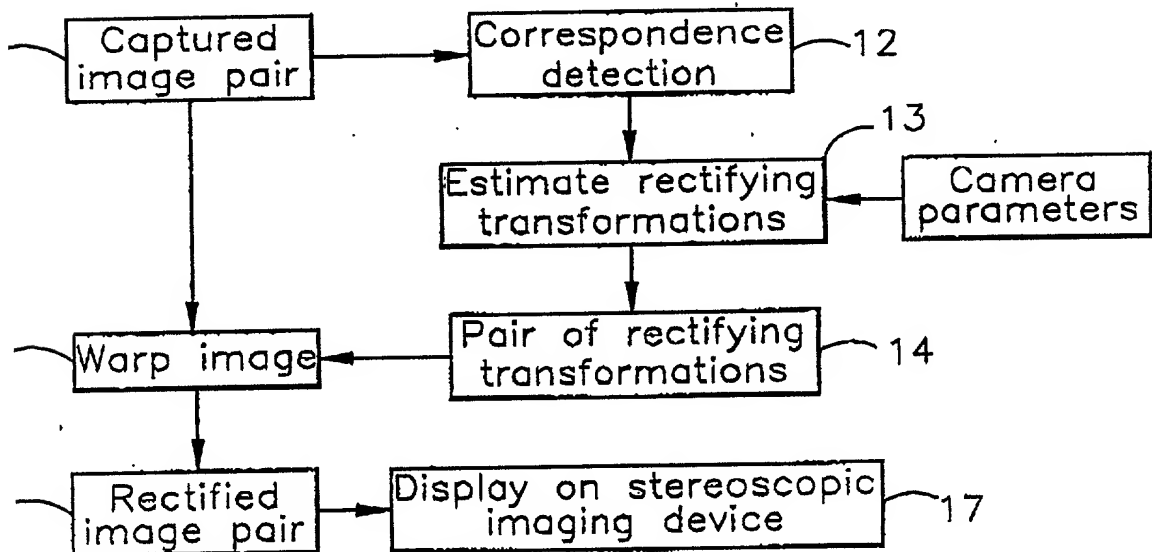 Captured
image pair
Correspondence
detection
12
13
Estimate rectifying
transformations
Camera
parameters
Warp image
Pair of rectifying
transformations
14
Rectified
image pair
Display on stereoscopic
imaging device
17